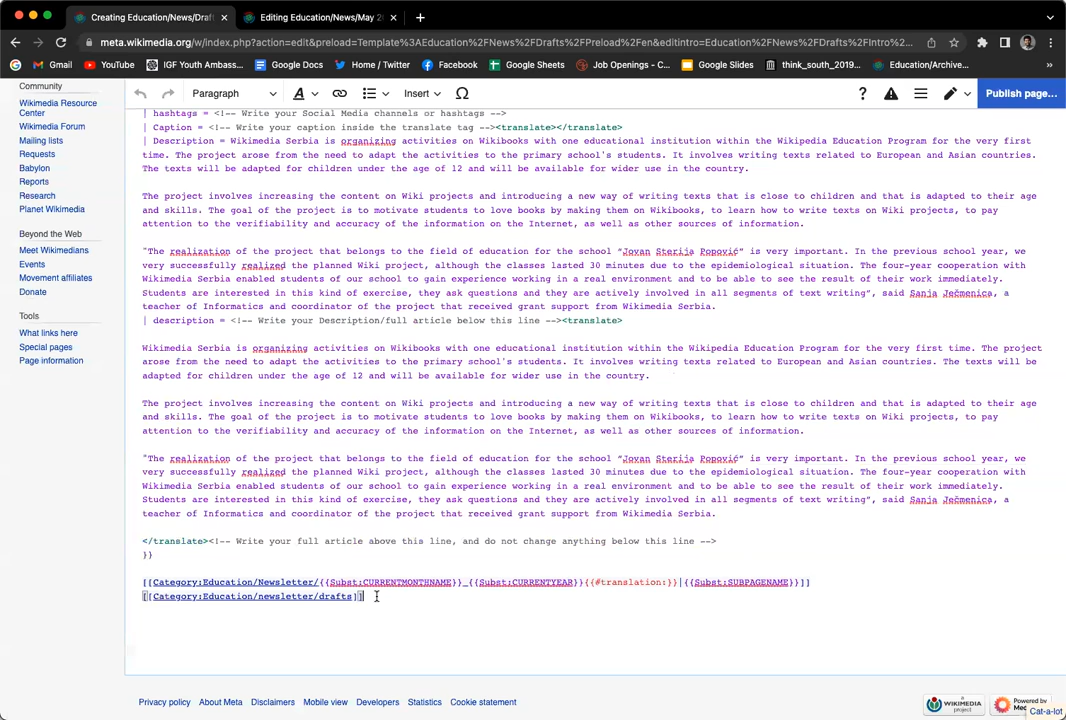 Creating Education/News/Draf
Editing Education/News/May 2
meta.wikimedia.org/w/index.php?action=edit&preload=Template%3AEducation%2FNews%2FDrafts%2FPreload%2Fen&editintro=Education%2FNews%2FDrafts%2FIntro%2...
Gmail
YouTube
IGF Youth Ambass...
Google Docs
Home / Twitter
Facebook
Google Sheets
Job Openings - C...
Google Slides
think_south_2019...
Education/Archive...
Paragraph
Insert
Publish page...
Community
Wikimedia Resource
Center
Wikimedia Forum
Mailing lists
Requests
Babylon
Reports
Research
Planet Wikimedia
Beyond the Web
Meet Wikimedians
Events
Movement affiliates
Donate
Tools
What links here
Special pages
Page information
| hashtags = <!-- Write your Social Media channels or hashtags -->
| Caption = <!-- Write your caption inside the translate tag --><translate></translate>
| Description = Wikimedia Serbia is organizing activities on Wikibooks with one educational institution within the Wikipedia Education Program for the very first
time. The project arose from the need to adapt the activities to the primary school's students. It involves writing texts related to European and Asian countries.
The texts will be adapted for children under the age of 12 and will be available for wider use in the country.
The project involves increasing the content on Wiki projects and introducing a new way of writing texts that is close to children and that is adapted to their age
and skills. The goal of the project is to motivate students to love books by making them on Wikibooks, to learn how to write texts on Wiki projects, to pay
attention to the verifiability and accuracy of the information on the Internet, as well as other sources of information.
"The realization of the project that belongs to the field of education for the school “Jovan Sterija Popović” is very important. In the previous school year, we
very successfully realized the planned Wiki project, although the classes lasted 30 minutes due to the epidemiological situation. The four-year cooperation with
Wikimedia Serbia enabled students of our school to gain experience working in a real environment and to be able to see the result of their work immediately.
Students are interested in this kind of exercise, they ask questions and they are actively involved in all segments of text writing”, said Sanja Ječmenica, a
teacher of Informatics and coordinator of the project that received grant support from Wikimedia Serbia.
| description = <!-- Write your Description/full article below this line --><translate>
Wikimedia Serbia is organizing activities on Wikibooks with one educational institution within the Wikipedia Education Program for the very first time. The project
arose from the need to adapt the activities to the primary school's students. It involves writing texts related to European and Asian countries. The texts will be
adapted for children under the age of 12 and will be available for wider use in the country.
The project involves increasing the content on Wiki projects and introducing a new way of writing texts that is close to children and that is adapted to their age
and skills. The goal of the project is to motivate students to love books by making them on Wikibooks, to learn how to write texts on Wiki projects, to pay
attention to the verifiability and accuracy of the information on the Internet, as well as other sources of information.
"The realization of the project that belongs to the field of education for the school “Jovan Sterija Popović” is very important. In the previous school year, we
very successfully realized the planned Wiki project, although the classes lasted 30 minutes due to the epidemiological situation. The four-year cooperation with
Wikimedia Serbia enabled students of our school to gain experience working in a real environment and to be able to see the result of their work immediately.
Students are interested in this kind of exercise, they ask questions and they are actively involved in all segments of text writing”, said Sanja Ječmenica, a
teacher of Informatics and coordinator of the project that received grant support from Wikimedia Serbia.
</translate><!-- Write your full article above this line, and do not change anything below this line -->
}}
[[Category:Education/Newsletter/{{Subst:CURRENTMONTHNAME}}_{{Subst:CURRENTYEAR}}{{#translation:}}|{{Subst:SUBPAGENAME}}]]
[[Category:Education/newsletter/drafts]]
Privacy policy
About Meta
Disclaimers
Mobile view
Developers
Statistics
Cookie statement
a
WIKIMEDIA
project
Powered by
Cat-a-lot